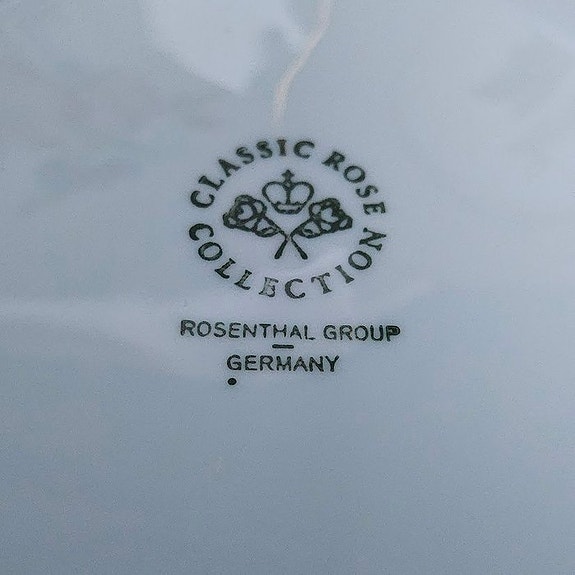 CLASSIC ROSE
COLLECTION
ROSENTHAL GROUP
GERMANY